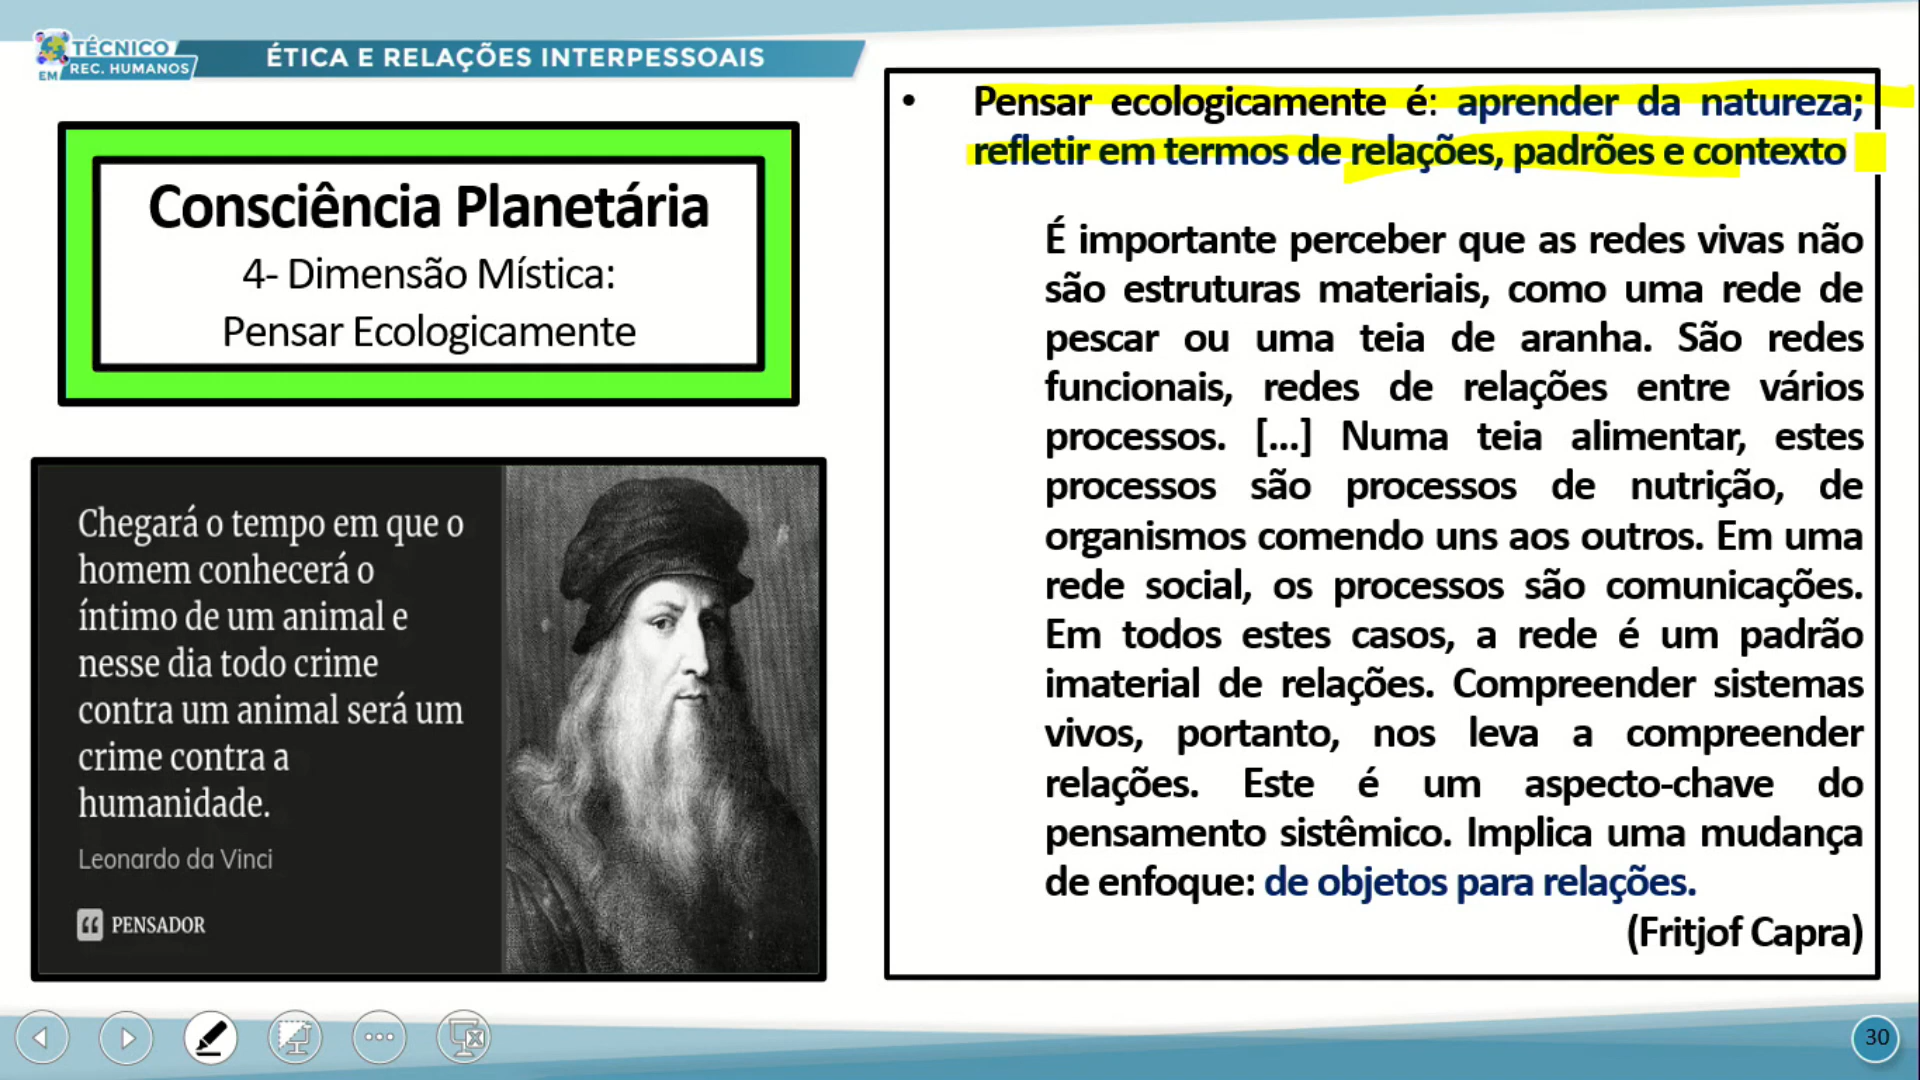 TÉCNICO
EM REC. HUMANOS
ÉTICA E RELAÇÕES INTERPESSOAIS
Consciência Planetária
4- Dimensão Mística:
Pensar Ecologicamente
Chegará o tempo em que o
homem conhecerá o
íntimo de um animal e
nesse dia todo crime
contra um animal será um
crime contra a
humanidade.
Leonardo da Vinci
PENSADOR
• Pensar ecologicamente é: aprender da natureza;
refletir em termos de relações, padrões e contexto
É importante perceber que as redes vivas não
são estruturas materiais, como uma rede de
pescar ou uma teia de aranha. São redes
funcionais, redes de relações entre vários
processos. [...] Numa teia alimentar, estes
processos são processos de nutrição, de
organismos comendo uns aos outros. Em uma
rede social, os processos são comunicações.
Em todos estes casos, a rede é um padrão
imaterial de relações. Compreender sistemas
vivos, portanto, nos leva a compreender
relações. Este é um aspecto-chave do
pensamento sistêmico. Implica uma mudança
de enfoque: de objetos para relações.
(Fritjof Capra)
30